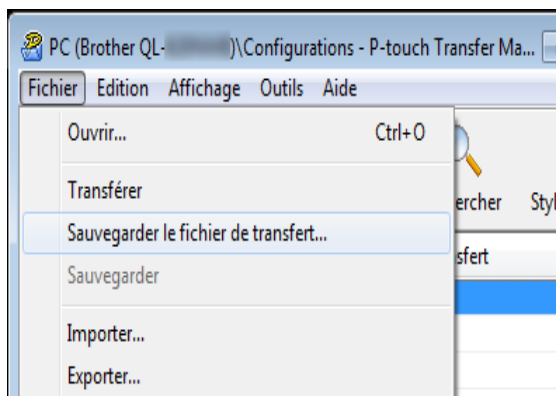 PC (Brother QL- )\Configurations - P-touch Transfer Ma...
Fichier Edition Affichage Outils Aide
Ouvrir... Ctrl+O
Transférer
ercher Styl
Sauvegarder le fichier de transfert...
sfert
Sauvegarder
Importer...
Exporter...